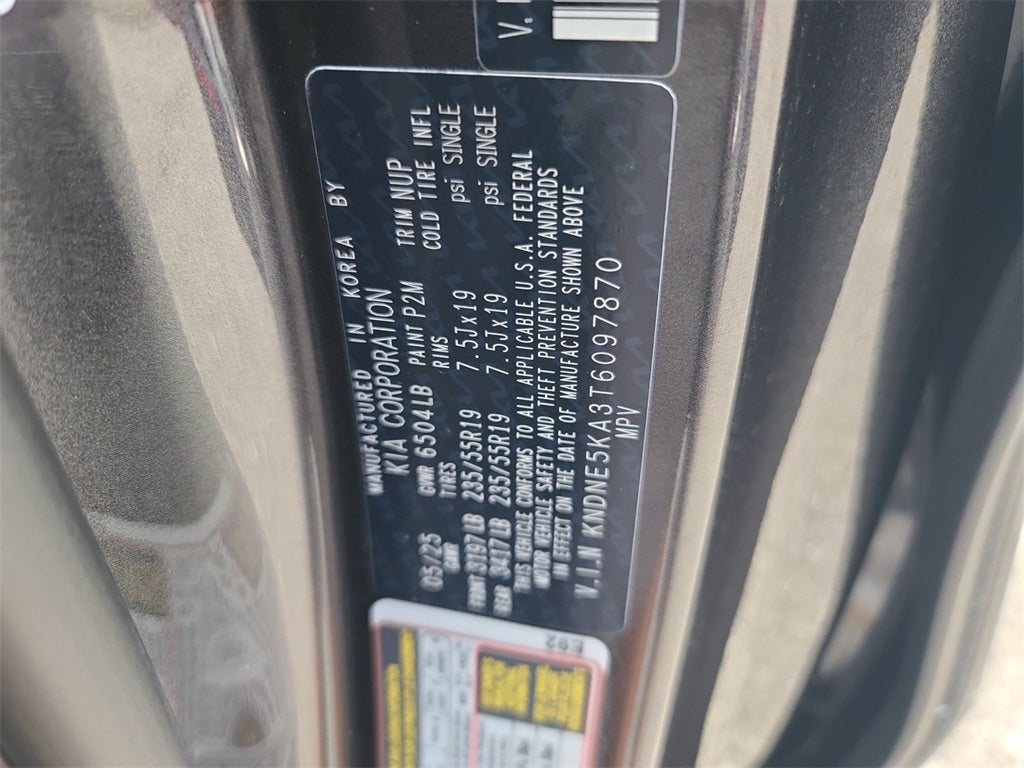 V.
MANUFACTURED IN KOREA BY
KIA CORPORATION
05/25 GVWR 6504LB PAINT P2M TRIM NUP
GAWR TIRES RIMS COLD TIRE INFL
FRONT 3197LB 235/55R19 7.5Jx19 psi SINGLE
REAR 3417LB 235/55R19 7.5Jx19 psi SINGLE
THIS VEHICLE CONFORMS TO ALL APPLICABLE U.S.A. FEDERAL
MOTOR VEHICLE SAFETY AND THEFT PREVENTION STANDARDS
IN EFFECT ON THE DATE OF MANUFACTURE SHOWN ABOVE
V.I.N KNDNE5KA3T6097870
MPV
E92